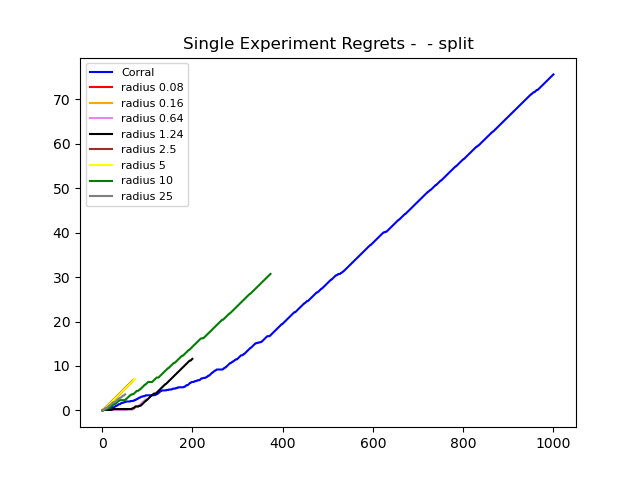 Single Experiment Regrets -  - split
Corral
radius 0.08
radius 0.16
radius 0.64
radius 1.24
radius 2.5
radius 5
radius 10
radius 25
70
60
50
40
30
20
10
0
0 200 400 600 800 1000